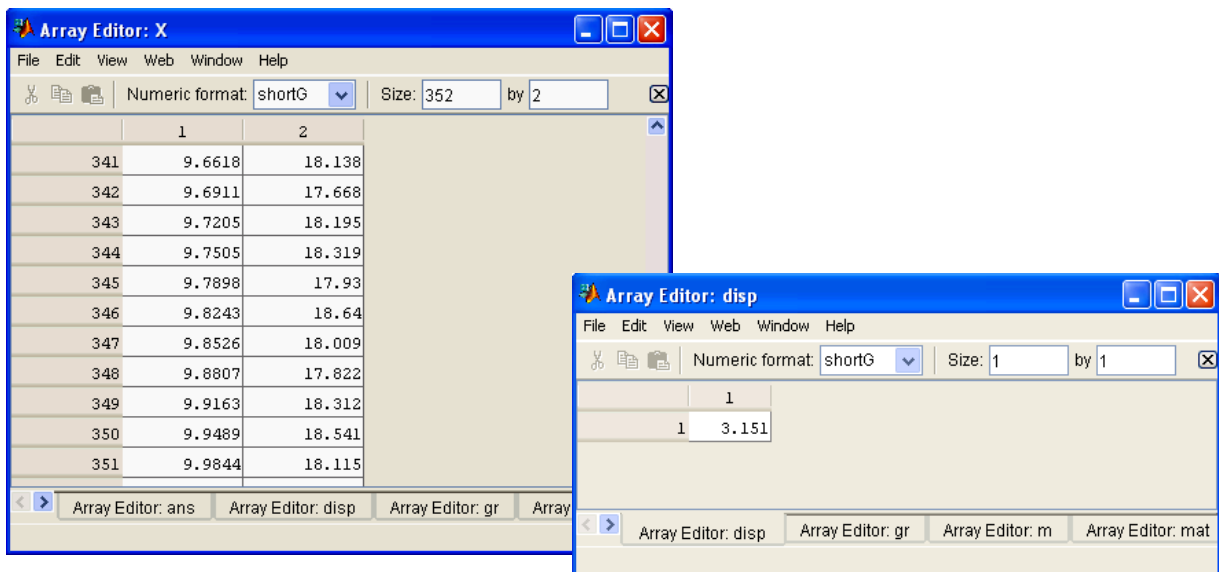 Array Editor: X
File Edit View Web Window Help
Numeric format: shortG Size: 352 by 2
1 2
341 9.6618 18.138
342 9.6911 17.668
343 9.7205 18.195
344 9.7505 18.319
345 9.7898 17.93
346 9.8243 18.64
347 9.8526 18.009
348 9.8807 17.822
349 9.9163 18.312
350 9.9489 18.541
351 9.9844 18.115
Array Editor: ans Array Editor: disp Array Editor: gr Array
Array Editor: disp
File Edit View Web Window Help
Numeric format: shortG Size: 1 by 1
1
1 3.151
Array Editor: disp Array Editor: gr Array Editor: m Array Editor: mat